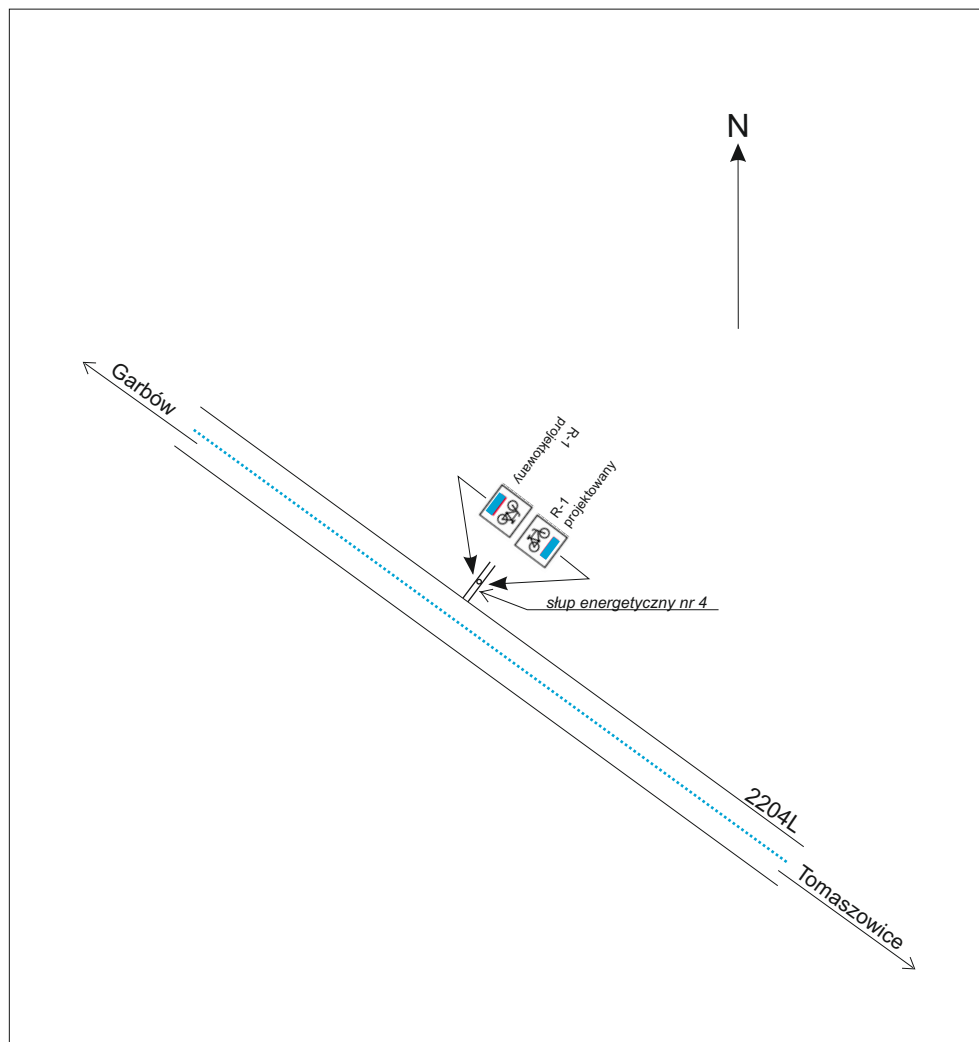 N
Garbów
R-1
projektowany
R-1
projektowany
słup energetyczny nr 4
2204L
Tomaszowice